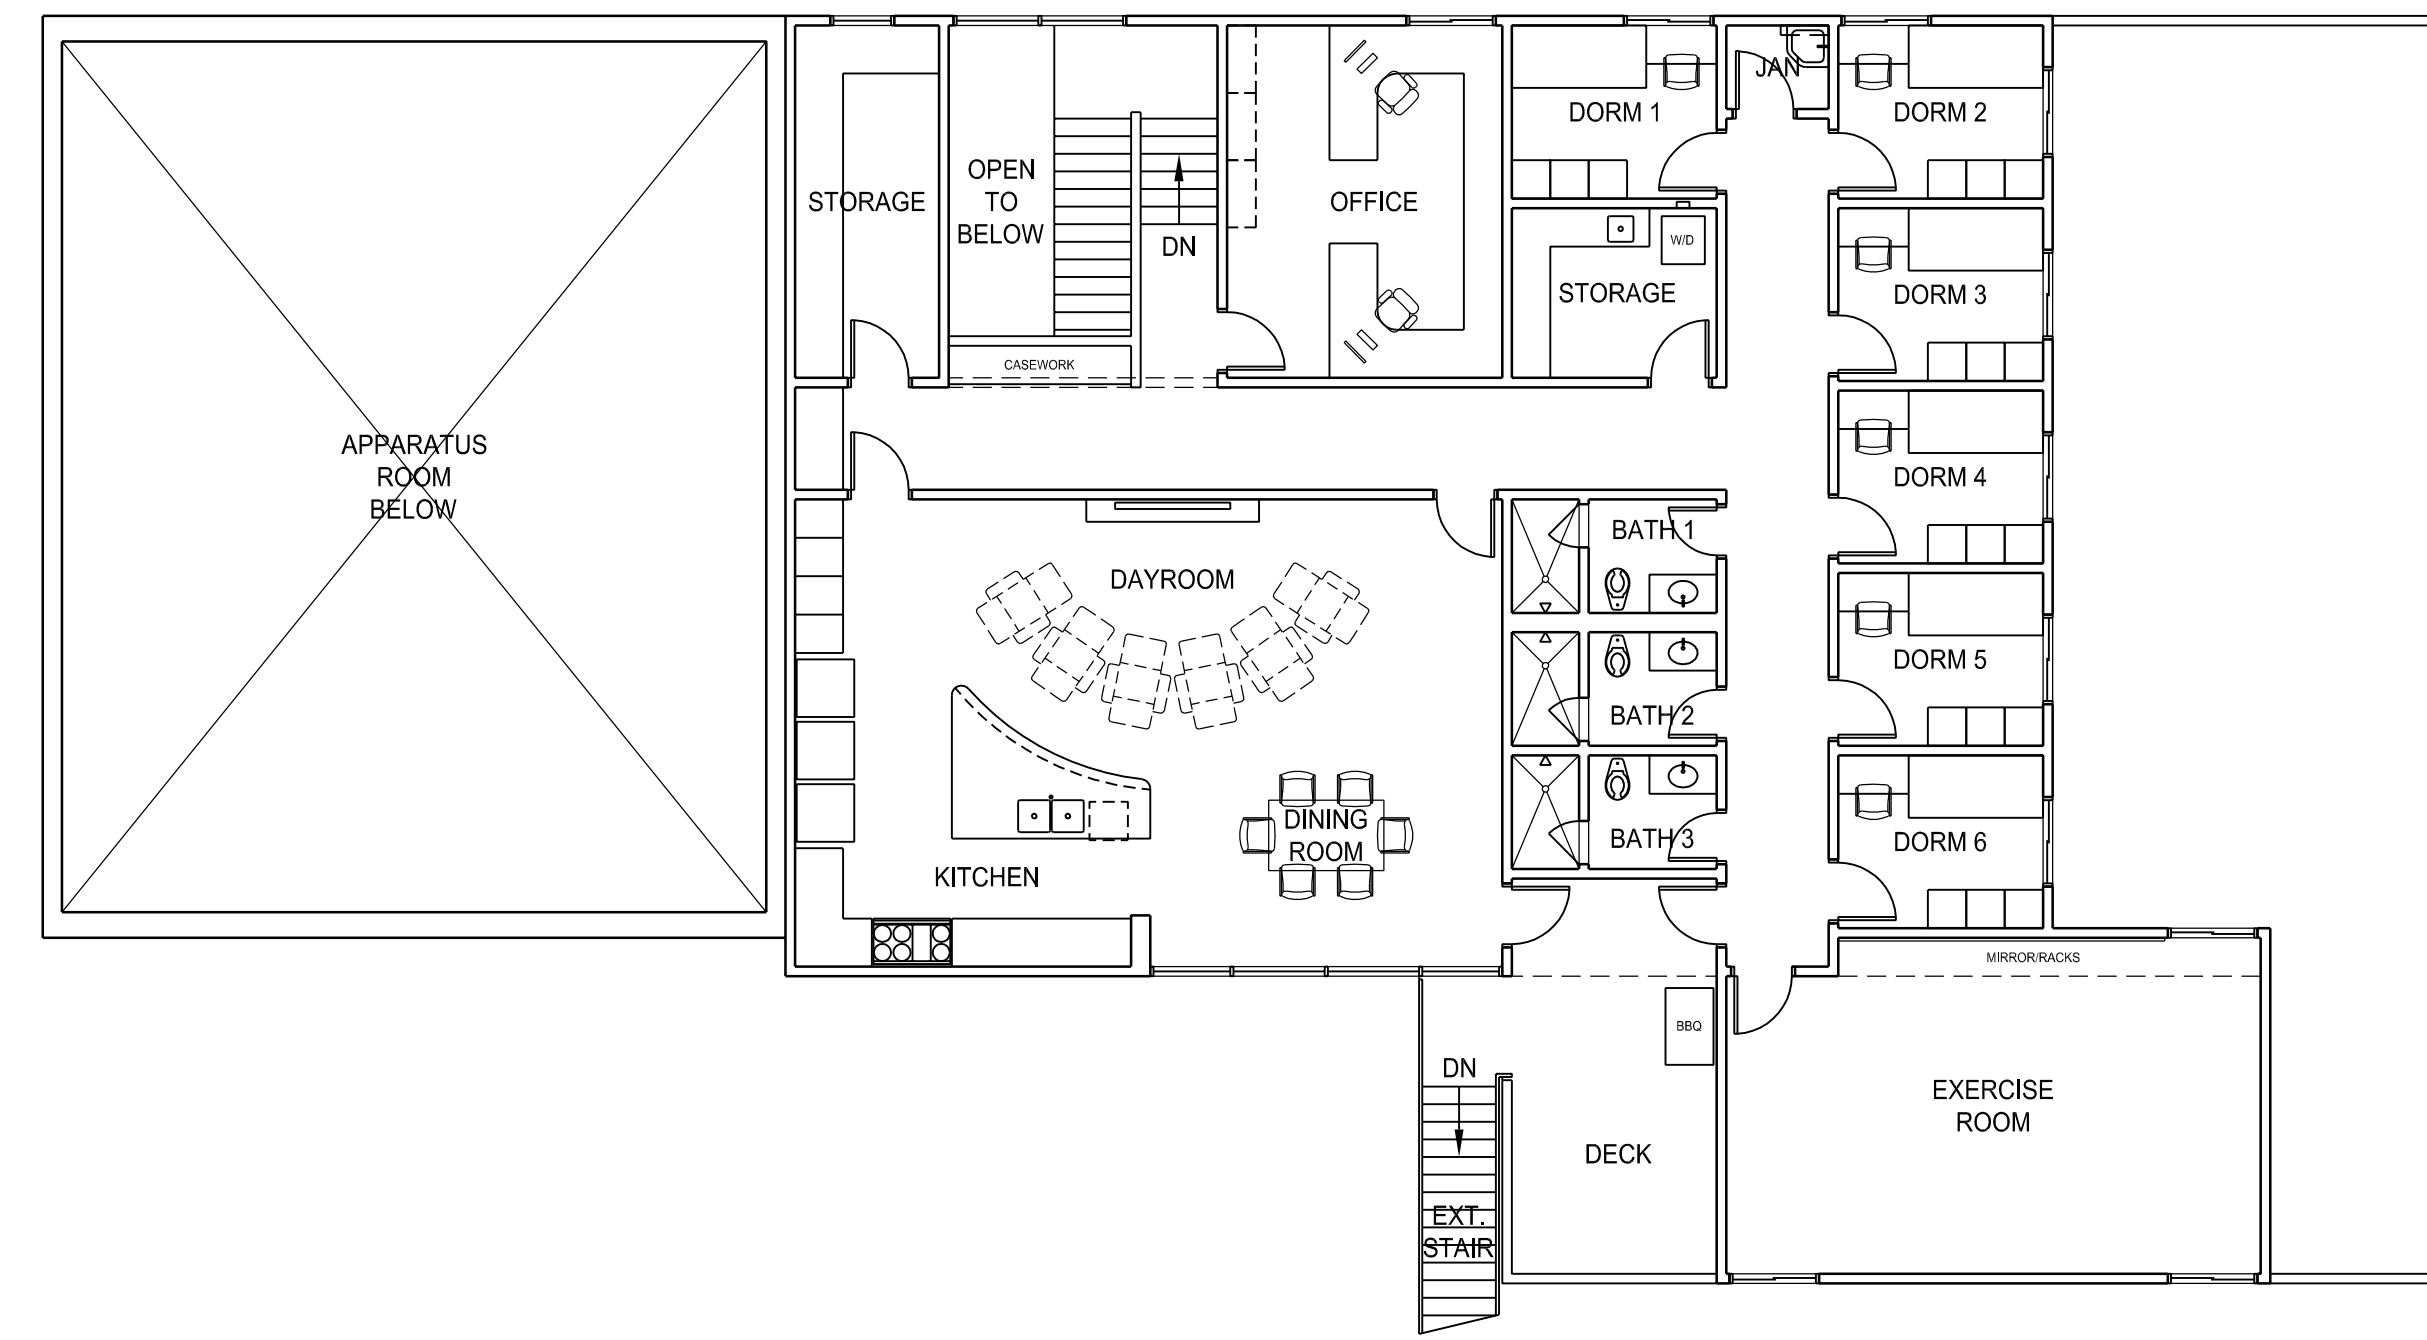 JAN
DORM 1
DORM 2
OPEN
TO
BELOW
STORAGE
OFFICE
DN
W/D
STORAGE
DORM 3
CASEWORK
APPARATUS
ROOM
BELOW
DORM 4
BATH 1
DAYROOM
DORM 5
BATH 2
DINING
ROOM
BATH 3
DORM 6
KITCHEN
MIRROR/RACKS
BBQ
DN
EXERCISE
ROOM
DECK
EXT.
STAIR